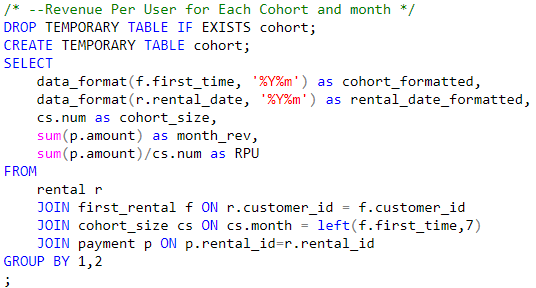 /* --Revenue Per User for Each Cohort and month */
DROP TEMPORARY TABLE IF EXISTS cohort;
CREATE TEMPORARY TABLE cohort;
SELECT
    data_format(f.first_time, '%Y%m') as cohort_formatted,
    data_format(r.rental_date, '%Y%m') as rental_date_formatted,
    cs.num as cohort_size,
    sum(p.amount) as month_rev,
    sum(p.amount)/cs.num as RPU
FROM
    rental r
    JOIN first_rental f ON r.customer_id = f.customer_id
    JOIN cohort_size cs ON cs.month = left(f.first_time,7)
    JOIN payment p ON p.rental_id=r.rental_id
GROUP BY 1,2
;